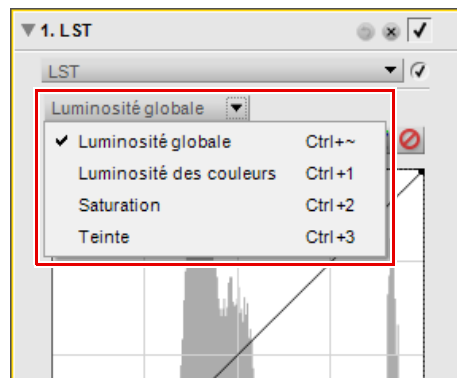 1. LST
LST
Luminosité globale
Luminosité globale Ctrl+~
Luminosité des couleurs Ctrl+1
Saturation Ctrl+2
Teinte Ctrl+3